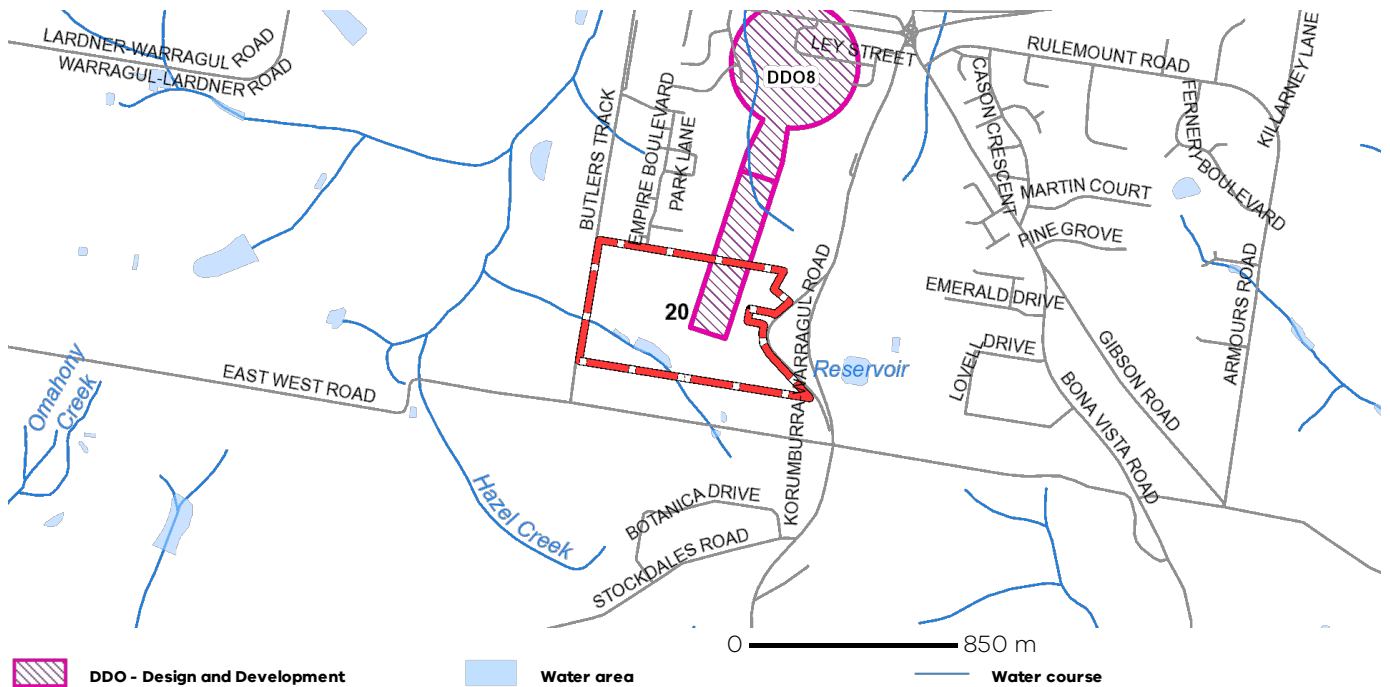 LARDNER-WARRAGUL ROAD
WARRAGUL-LARDNER ROAD
LEY STREET
RULEMOUNT ROAD
KILLARNEY LANE
DDO8
CASON CRESCENT
FERNERY BOULEVARD
BUTLERS TRACK
EMPIRE BOULEVARD
PARK LANE
MARTIN COURT
PINE GROVE
EMERALD DRIVE
ARMOURS ROAD
20
KORUMBURRA-WARRAGUL ROAD
Reservoir
LOVELL DRIVE
GIBSON ROAD
BONA VISTA ROAD
Omahony
Creek
EAST WEST ROAD
Hazel Creek
BOTANICA DRIVE
STOCKDALES ROAD
0 850 m
DDO - Design and Development
Water area
Water course